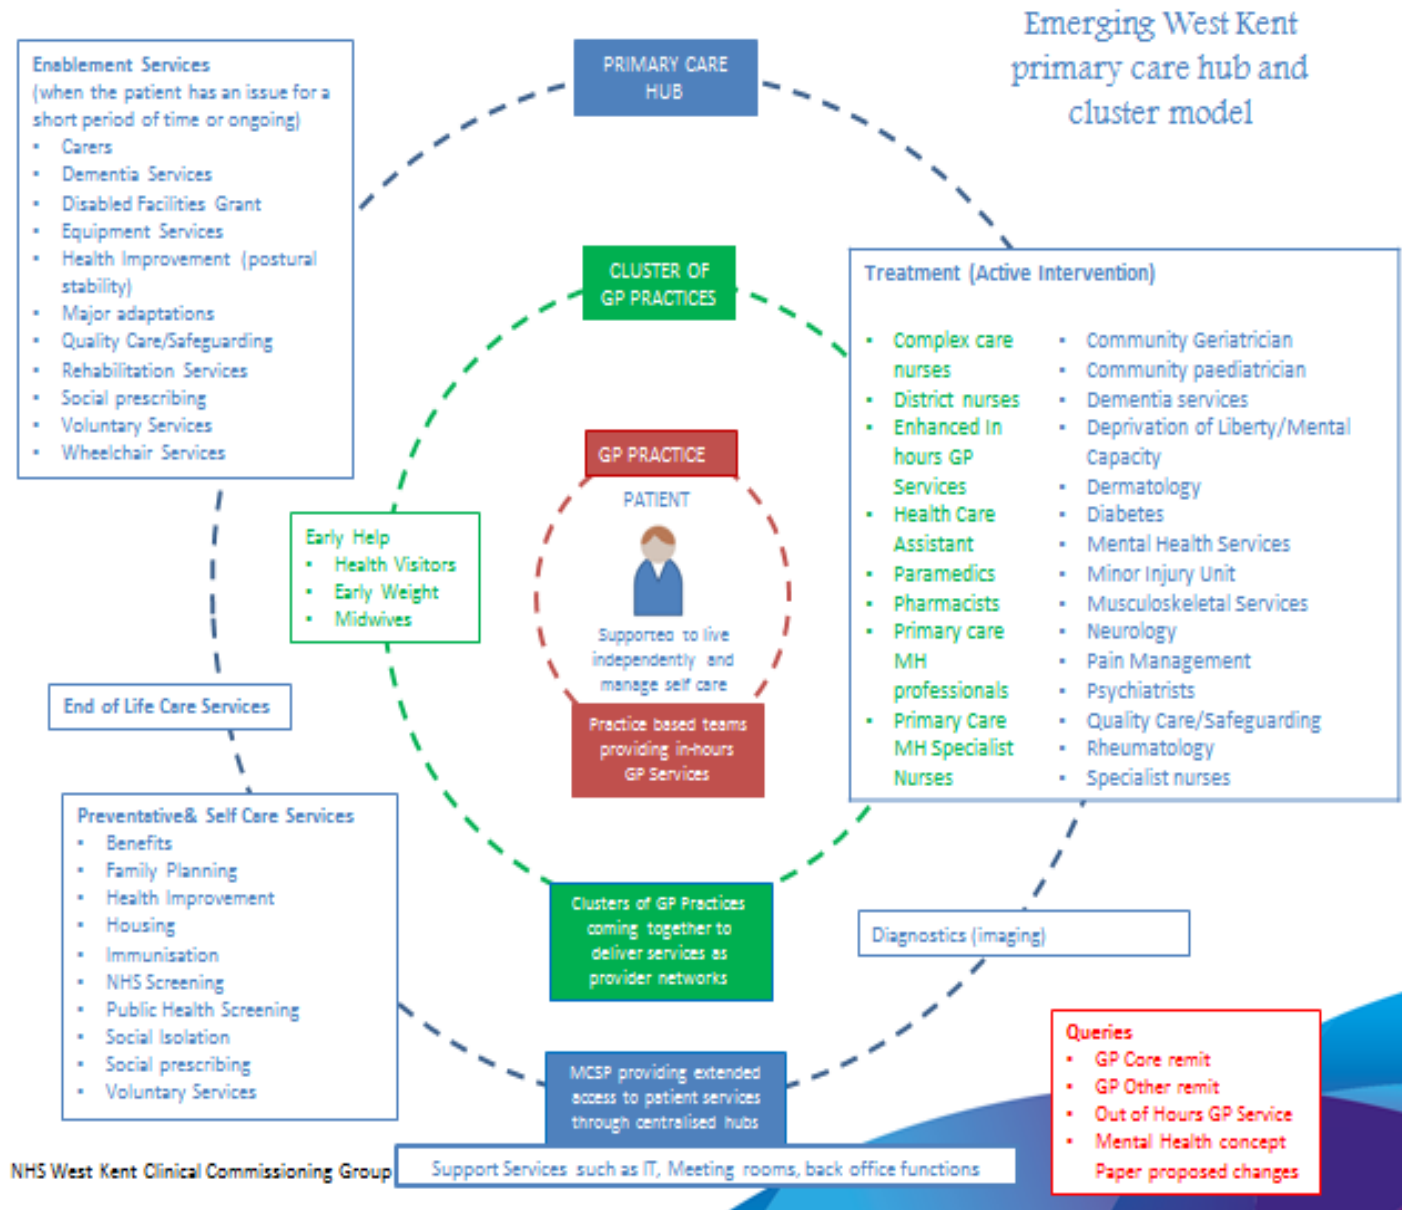 Emerging West Kent
primary care hub and
cluster model
PRIMARY CARE
HUB
Enablement Services
(when the patient has an issue for a
short period of time or ongoing)
▪ Carers
▪ Dementia Services
▪ Disabled Facilities Grant
▪ Equipment Services
▪ Health Improvement (postural
stability)
▪ Major adaptations
▪ Quality Care/Safeguarding
▪ Rehabilitation Services
▪ Social prescribing
▪ Voluntary Services
▪ Wheelchair Services
CLUSTER OF
GP PRACTICES
GP PRACTICE
PATIENT
Supported to live
independently and
manage self care
Practice based teams
providing in-hours
GP Services
Early Help
▪ Health Visitors
▪ Early Weight
▪ Midwives
Treatment (Active Intervention)
▪ Complex care
nurses
▪ District nurses
▪ Enhanced In
hours GP
Services
▪ Health Care
Assistant
▪ Paramedics
▪ Pharmacists
▪ Primary care
MH
professionals
▪ Primary Care
MH Specialist
Nurses
▪ Community Geriatrician
▪ Community paediatrician
▪ Dementia services
▪ Deprivation of Liberty/Mental
Capacity
▪ Dermatology
▪ Diabetes
▪ Mental Health Services
▪ Minor Injury Unit
▪ Musculoskeletal Services
▪ Neurology
▪ Pain Management
▪ Psychiatrists
▪ Quality Care/Safeguarding
▪ Rheumatology
▪ Specialist nurses
End of Life Care Services
Preventative& Self Care Services
▪ Benefits
▪ Family Planning
▪ Health Improvement
▪ Housing
▪ Immunisation
▪ NHS Screening
▪ Public Health Screening
▪ Social Isolation
▪ Social prescribing
▪ Voluntary Services
Clusters of GP Practices
coming together to
deliver services as
provider networks
Diagnostics (imaging)
MCSP providing extended
access to patient services
through centralised hubs
Support Services such as IT, Meeting rooms, back office functions
Queries
▪ GP Core remit
▪ GP Other remit
▪ Out of Hours GP Service
▪ Mental Health concept
Paper proposed changes
NHS West Kent Clinical Commissioning Group